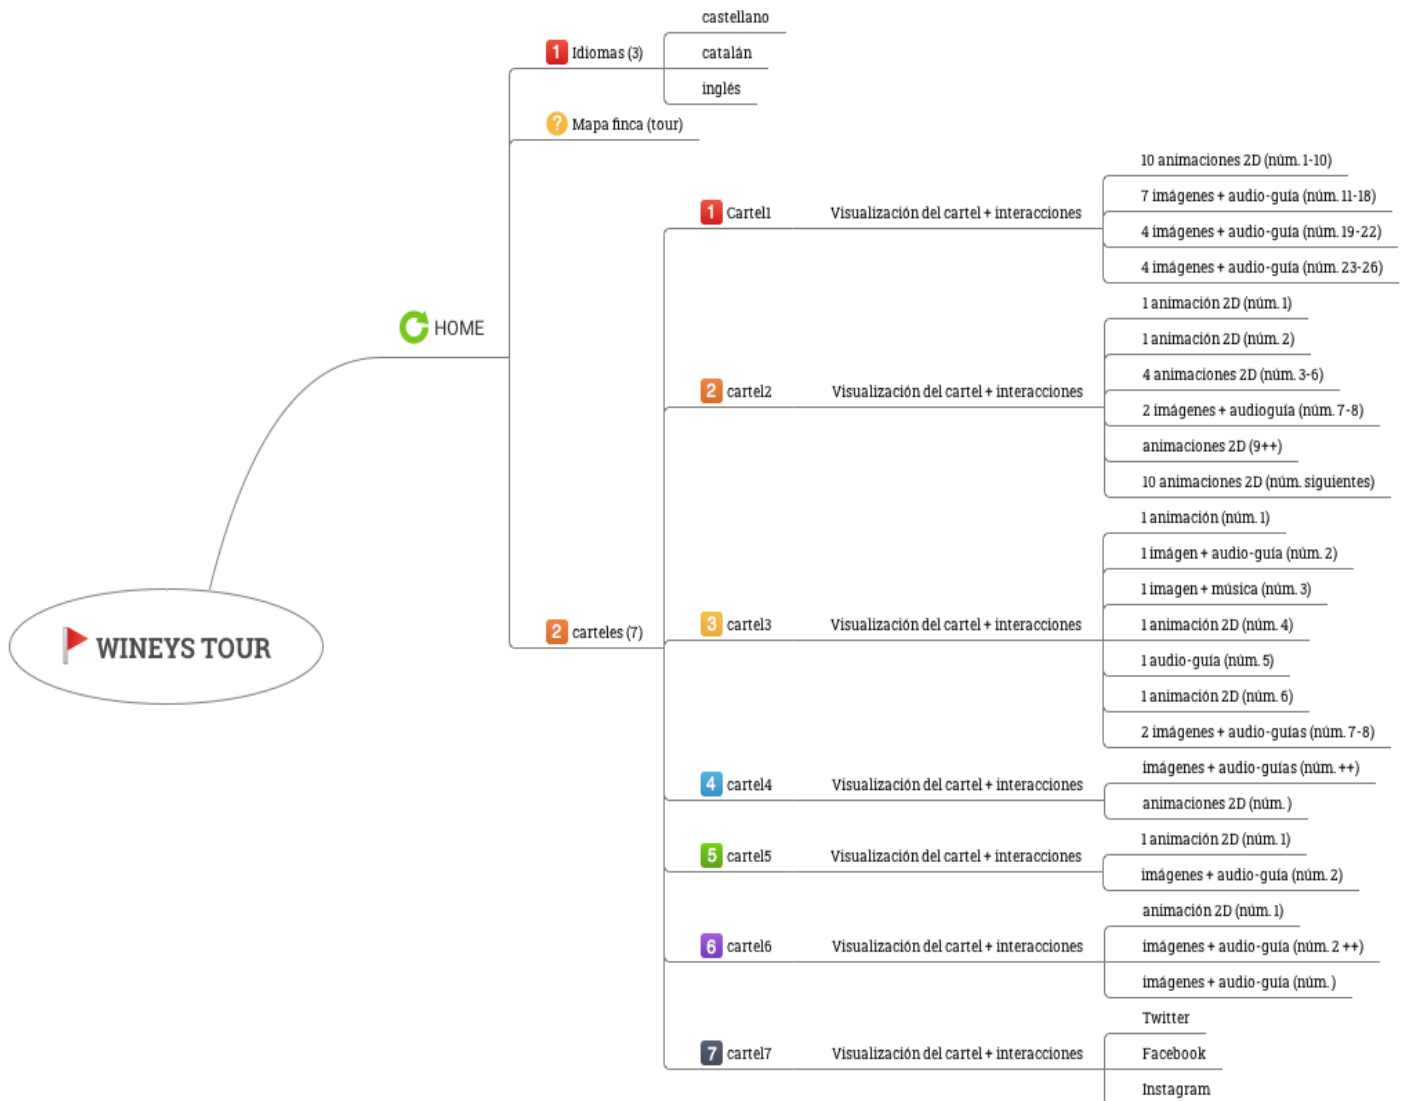 castellano
1 Idiomas (3)
catalán
inglés
? Mapa finca (tour)
10 animaciones 2D (núm. 1-10)
7 imágenes + audio-guía (núm. 11-18)
1 Cartel1 Visualización del cartel + interacciones
4 imágenes + audio-guía (núm. 19-22)
4 imágenes + audio-guía (núm. 23-26)
1 animación 2D (núm. 1)
HOME
1 animación 2D (núm. 2)
4 animaciones 2D (núm. 3-6)
2 cartel2 Visualización del cartel + interacciones
2 imágenes + audioguía (núm. 7-8)
animaciones 2D (9++)
10 animaciones 2D (núm. siguientes)
1 animación (núm. 1)
1 imágen + audio-guía (núm. 2)
1 imagen + música (núm. 3)
2 carteles (7)
3 cartel3 Visualización del cartel + interacciones
1 animación 2D (núm. 4)
WINEYS TOUR
1 audio-guía (núm. 5)
1 animación 2D (núm. 6)
2 imágenes + audio-guías (núm. 7-8)
imágenes + audio-guías (núm. ++)
4 cartel4 Visualización del cartel + interacciones
animaciones 2D (núm. )
1 animación 2D (núm. 1)
5 cartel5 Visualización del cartel + interacciones
imágenes + audio-guía (núm. 2)
animación 2D (núm. 1)
6 cartel6 Visualización del cartel + interacciones
imágenes + audio-guía (núm. 2 ++)
imágenes + audio-guía (núm. )
Twitter
7 cartel7 Visualización del cartel + interacciones
Facebook
Instagram